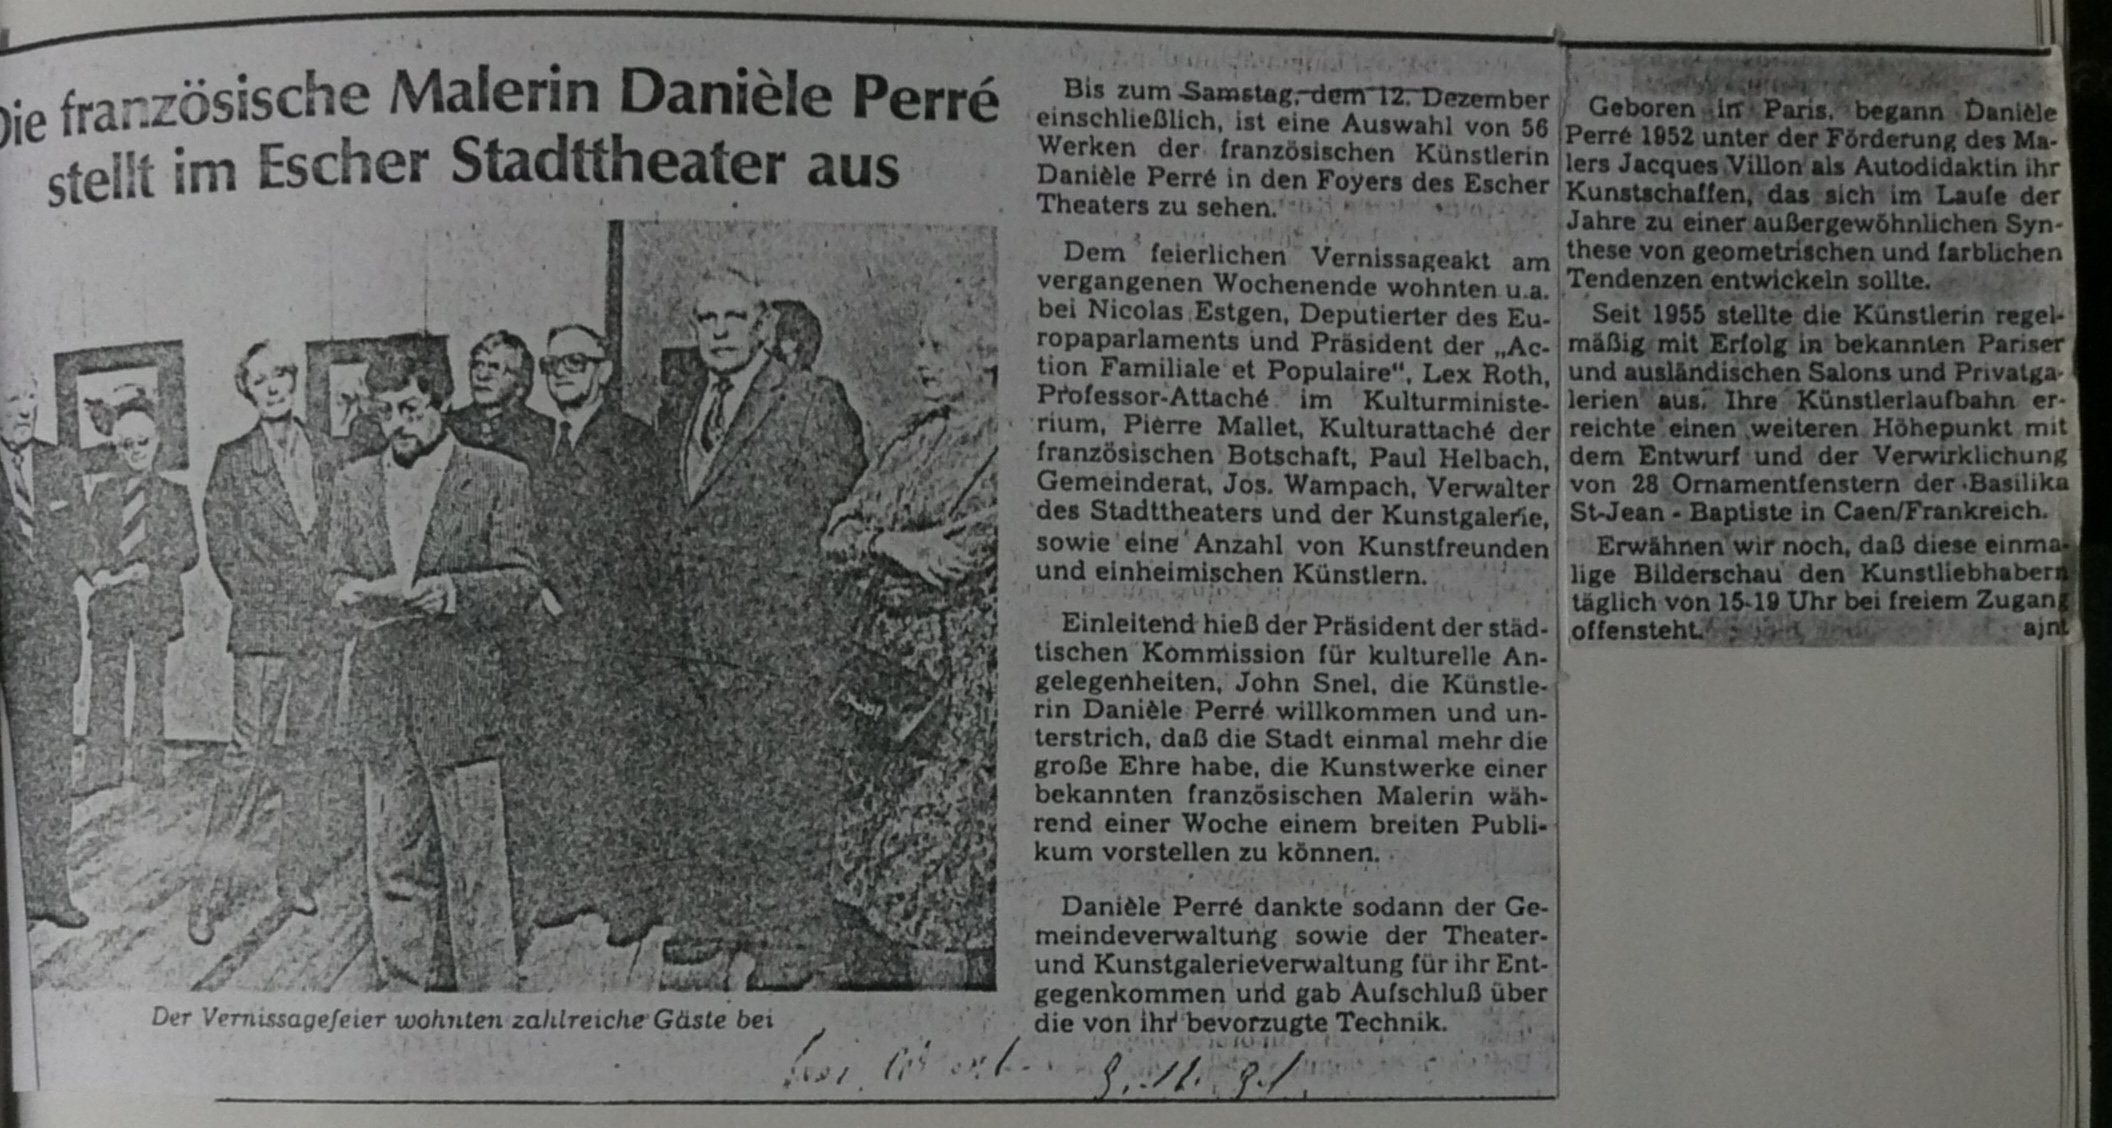 Die französische Malerin Danièle Perré
stellt im Escher Stadttheater aus
Der Vernissagefeier wohnten zahlreiche Gäste bei
Bis zum Samstag, dem 12. Dezember
einschließlich, ist eine Auswahl von 56
Werken der französischen Künstlerin
Danièle Perré in den Foyers des Escher
Theaters zu sehen.
Dem feierlichen Vernissageakt am
vergangenen Wochenende wohnten u.a.
bei Nicolas Estgen, Deputierter des Eu-
ropaparlaments und Präsident der „Ac-
tion Familiale et Populaire", Lex Roth,
Professor-Attaché im Kulturministe-
rium, Pierre Mallet, Kulturattaché der
französischen Botschaft, Paul Helbach,
Gemeinderat, Jos. Wampach, Verwalter
des Stadttheaters und der Kunstgalerie,
sowie eine Anzahl von Kunstfreunden
und einheimischen Künstlern.
Einleitend hieß der Präsident der städ-
tischen Kommission für kulturelle An-
gelegenheiten, John Snel, die Künstle-
rin Danièle Perré willkommen und un-
terstrich, daß die Stadt einmal mehr die
große Ehre habe, die Kunstwerke einer
bekannten französischen Malerin wäh-
rend einer Woche einem breiten Publi-
kum vorstellen zu können.
Danièle Perré dankte sodann der Ge-
meindeverwaltung sowie der Theater-
und Kunstgalerieverwaltung für ihr Ent-
gegenkommen und gab Aufschluß über
die von ihr bevorzugte Technik.
Geboren in Paris, begann Danièle
Perré 1952 unter der Förderung des Ma-
lers Jacques Villon als Autodidaktin ihr
Kunstschaffen, das sich im Laufe der
Jahre zu einer außergewöhnlichen Syn-
these von geometrischen und farblichen
Tendenzen entwickeln sollte.
Seit 1955 stellte die Künstlerin regel-
mäßig mit Erfolg in bekannten Pariser
und ausländischen Salons und Privatga-
lerien aus. Ihre Künstlerlaufbahn er-
reichte einen weiteren Höhepunkt mit
dem Entwurf und der Verwirklichung
von 28 Ornamentfenstern der Basilika
St-Jean - Baptiste in Caen/Frankreich.
Erwähnen wir noch, daß diese einma-
lige Bilderschau den Kunstliebhabern
täglich von 15-19 Uhr bei freiem Zugang
offensteht. ajnt